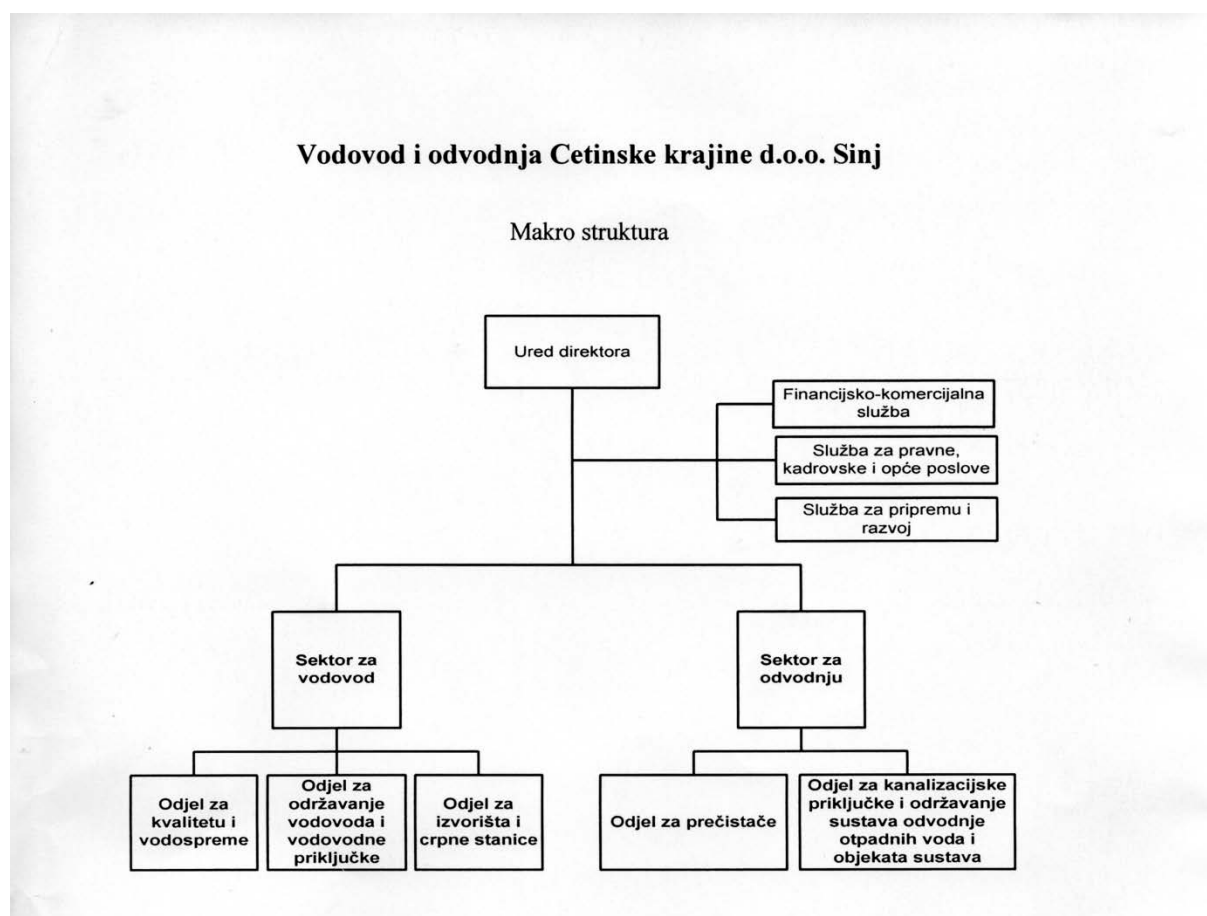 Vodovod i odvodnja Cetinske krajine d.o.o. Sinj
Makro struktura
Ured direktora
Financijsko-komercijalna
služba
Služba za pravne,
kadrovske i opće poslove
Služba za pripremu i
razvoj
Sektor za
vodovod
Sektor za
odvodnju
Odjel za
kvalitetu i
vodospreme
Odjel za
održavanje
vodovoda i
vodovodne
priključke
Odjel za
izvorišta i
crpne stanice
Odjel za prečistače
Odjel za kanalizacijske
priključke i održavanje
sustava odvodnje
otpadnih voda i
objekata sustava